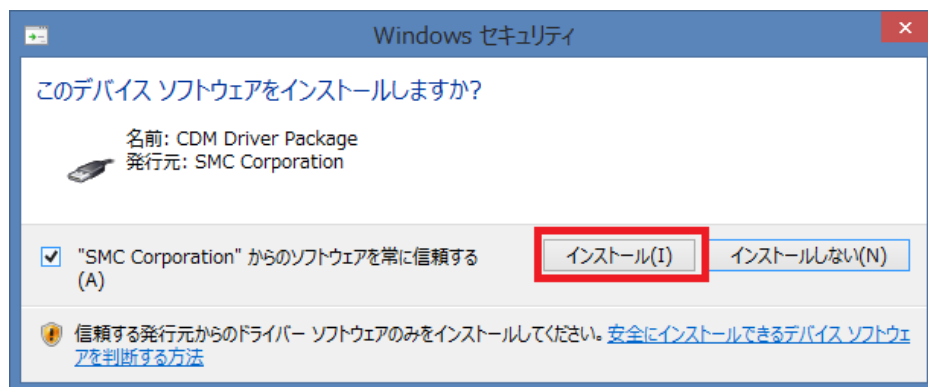 Windows セキュリティ
このデバイス ソフトウェアをインストールしますか?
名前: CDM Driver Package
発行元: SMC Corporation
"SMC Corporation" からのソフトウェアを常に信頼する
(A)
インストール(I)
インストールしない(N)
信頼する発行元からのドライバー ソフトウェアのみをインストールしてください。安全にインストールできるデバイス ソフトウェ
アを判断する方法